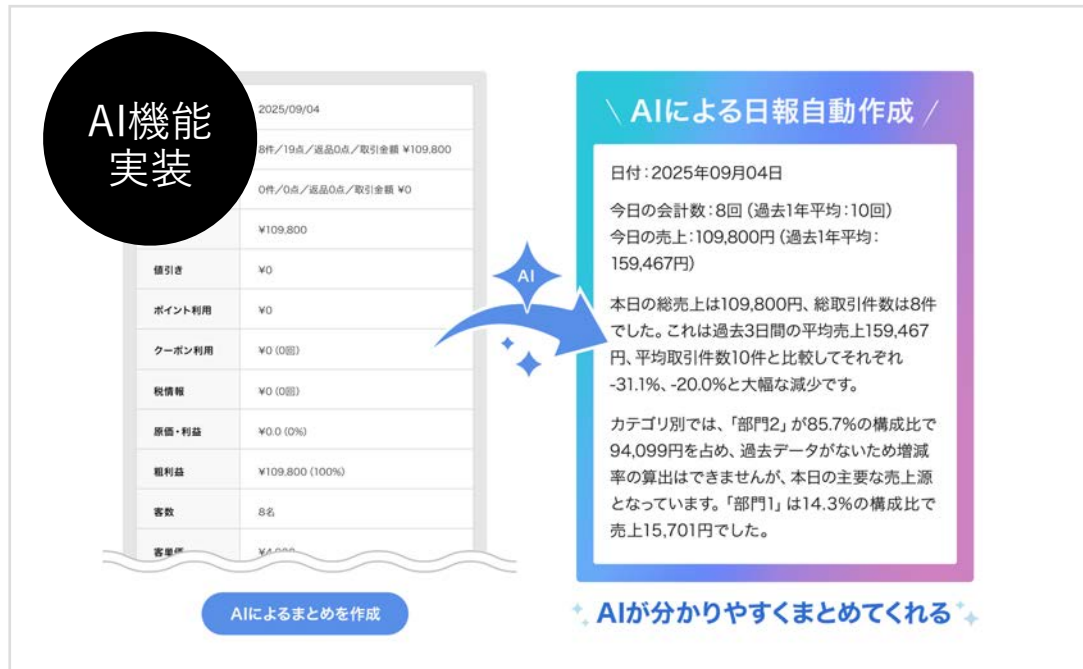 AI機能
実装
2025/09/04
8件/19点/返品0点/取引金額 ¥109,800
0件/0点/返品0点/取引金額 ¥0
¥109,800
値引き ¥0
ポイント利用 ¥0
クーポン利用 ¥0 (0回)
税情報 ¥0 (0回)
原価・利益 ¥0.0 (0%)
粗利益 ¥109,800 (100%)
客数 8名
客単価
AIによるまとめを作成
AI
\ AIによる日報自動作成 /
日付：2025年09月04日
今日の会計数：8回（過去1年平均：10回）
今日の売上：109,800円（過去1年平均：
159,467円）
本日の総売上は109,800円、総取引件数は8件
でした。これは過去3日間の平均売上159,467
円、平均取引件数10件と比較してそれぞれ
-31.1%、-20.0%と大幅な減少です。
カテゴリ別では、「部門2」が85.7%の構成比で
94,099円を占め、過去データがないため増減
率の算出はできませんが、本日の主要な売上源
となっています。「部門1」は14.3%の構成比で
売上15,701円でした。
AIが分かりやすくまとめてくれる